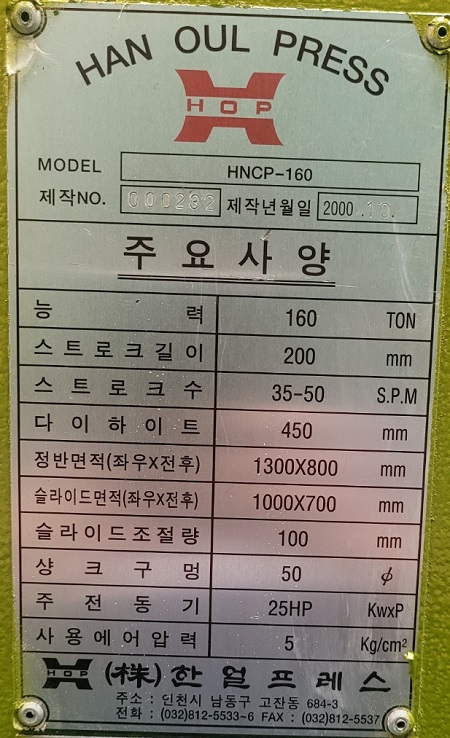 HAN OUL PRESS
HOP
MODEL HNCP-160
제작NO. 000232 제작년월일 2000.10.
주요사양
능력 160 TON
스트로크길이 200 mm
스트로크수 35-50 S.P.M
다이하이트 450 mm
정반면적(좌우X전후) 1300X800 mm
슬라이드면적(좌우X전후) 1000X700 mm
슬라이드조절량 100 mm
샹크구멍 50 ϕ
주전동기 25HP KwxP
사용에어압력 5 Kg/cm²
HOP (株)한얼프레스
주소 : 인천시 남동구 고잔동 684-3
전화 : (032)812-5533~6 FAX : (032)812-5537